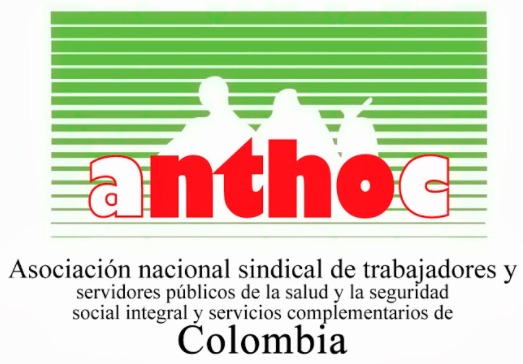 anthoc
Asociación nacional sindical de trabajadores y
servidores públicos de la salud y la seguridad
social integral y servicios complementarios de
Colombia